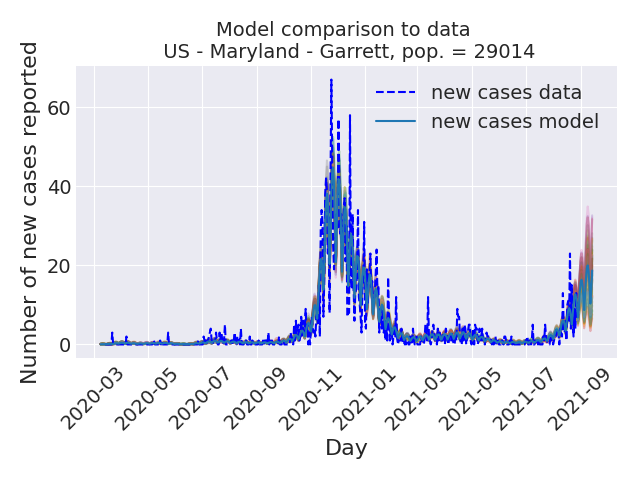 Model comparison to data
US - Maryland - Garrett, pop. = 29014
Number of new cases reported
60
40
20
0
new cases data
new cases model
2020-03
2020-05
2020-07
2020-09
2020-11
2021-01
2021-03
2021-05
2021-07
2021-09
Day